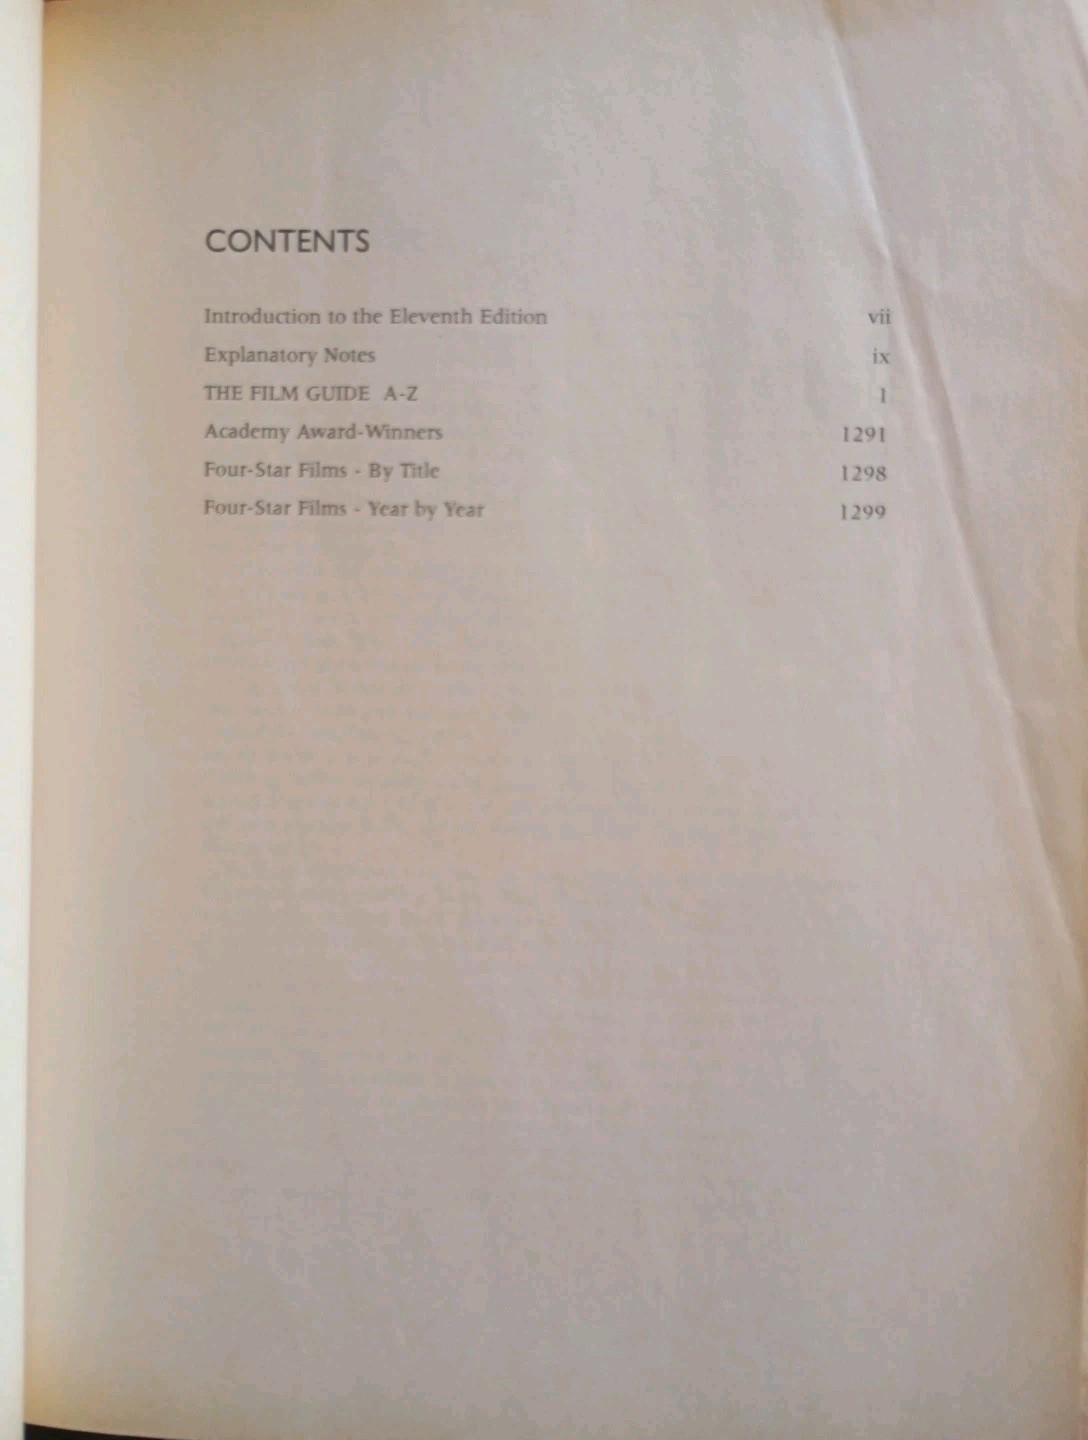 CONTENTS
Introduction to the Eleventh Edition vii
Explanatory Notes ix
THE FILM GUIDE A-Z 1
Academy Award-Winners 1291
Four-Star Films - By Title 1298
Four-Star Films - Year by Year 1299